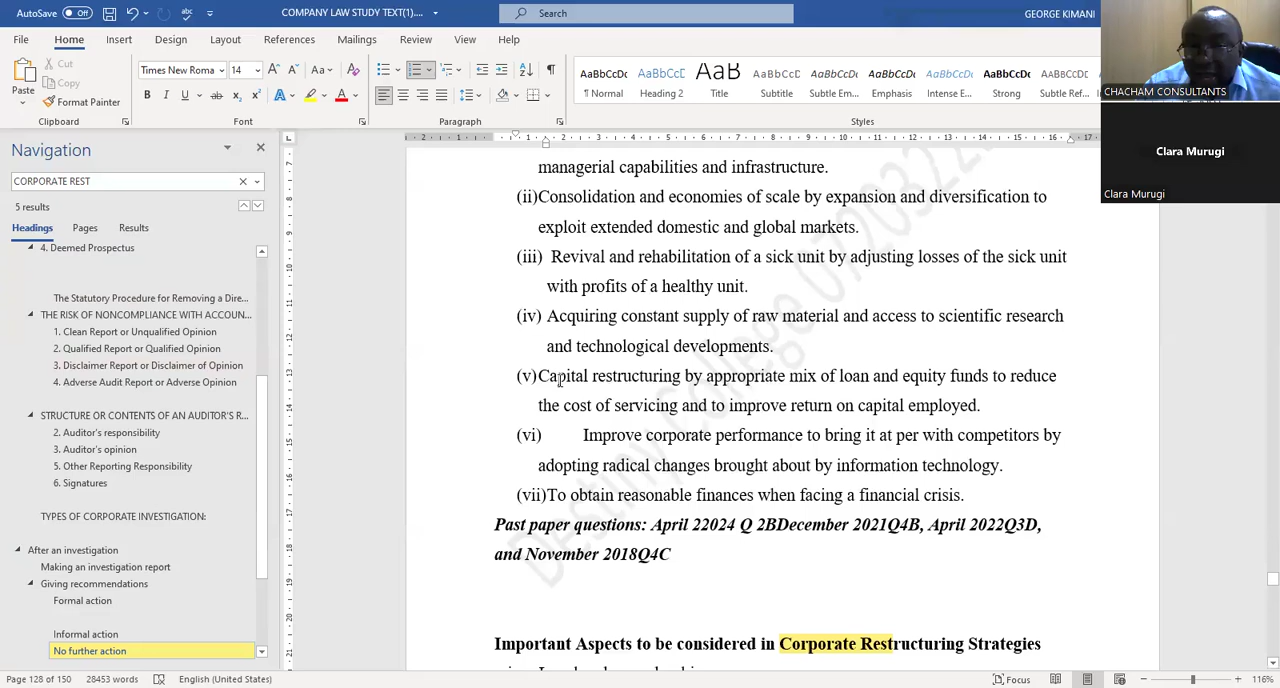 AutoSave Off COMPANY LAW STUDY TEXT(1).... Search GEORGE KIMANI
File Home Insert Design Layout References Mailings Review View Help
Paste Cut Copy Format Painter
Times New Roma 14
AaBbCcDc AaBbCcD AaB AaBbCcD AaBbCcDc AaBbCcDc AaBbCcDc AaBbCcDc AaBbCcDd
¶ Normal Heading 2 Title Subtitle Subtle Em... Emphasis Intense E... Strong Subtle Ref...
Clipboard Font Paragraph Styles
CHACHAM CONSULTANTS
Clara Murugi
Clara Murugi
Navigation
CORPORATE REST
5 results
Headings Pages Results
4. Deemed Prospectus
The Statutory Procedure for Removing a Dire...
THE RISK OF NONCOMPLIANCE WITH ACCOUN...
1. Clean Report or Unqualified Opinion
2. Qualified Report or Qualified Opinion
3. Disclaimer Report or Disclaimer of Opinion
4. Adverse Audit Report or Adverse Opinion
STRUCTURE OR CONTENTS OF AN AUDITOR'S R...
2. Auditor's responsibility
3. Auditor's opinion
5. Other Reporting Responsibility
6. Signatures
TYPES OF CORPORATE INVESTIGATION:
After an investigation
Making an investigation report
Giving recommendations
Formal action
Informal action
No further action
managerial capabilities and infrastructure.
(ii)Consolidation and economies of scale by expansion and diversification to
exploit extended domestic and global markets.
(iii) Revival and rehabilitation of a sick unit by adjusting losses of the sick unit
with profits of a healthy unit.
(iv) Acquiring constant supply of raw material and access to scientific research
and technological developments.
(v)Capital restructuring by appropriate mix of loan and equity funds to reduce
the cost of servicing and to improve return on capital employed.
(vi) Improve corporate performance to bring it at per with competitors by
adopting radical changes brought about by information technology.
(vii)To obtain reasonable finances when facing a financial crisis.
Past paper questions: April 22024 Q 2BDecember 2021Q4B, April 2022Q3D,
and November 2018Q4C
Important Aspects to be considered in Corporate Restructuring Strategies
Destiny College
Page 128 of 150 28453 words English (United States) Focus 116%